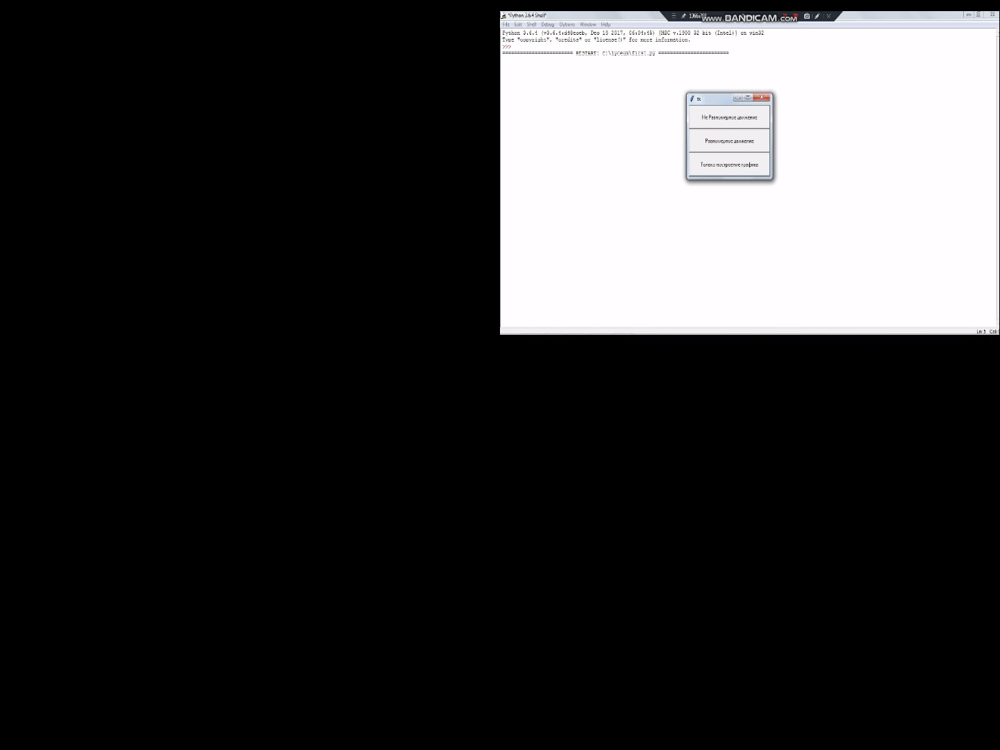 *Python 3.6.4 Shell*
www.BANDICAM.COM
File Edit Shell Debug Options Window Help
Python 3.6.4 (v3.6.4:d48eceb, Dec 19 2017, 06:04:45) [MSC v.1900 32 bit (Intel)] on win32
Type "copyright", "credits" or "license()" for more information.
>>>
======================== RESTART: C:\lyceum\first.py ========================
tk
Не Равномерное движение
Равномерное движение
Только построение графика
Ln: 5 Col: